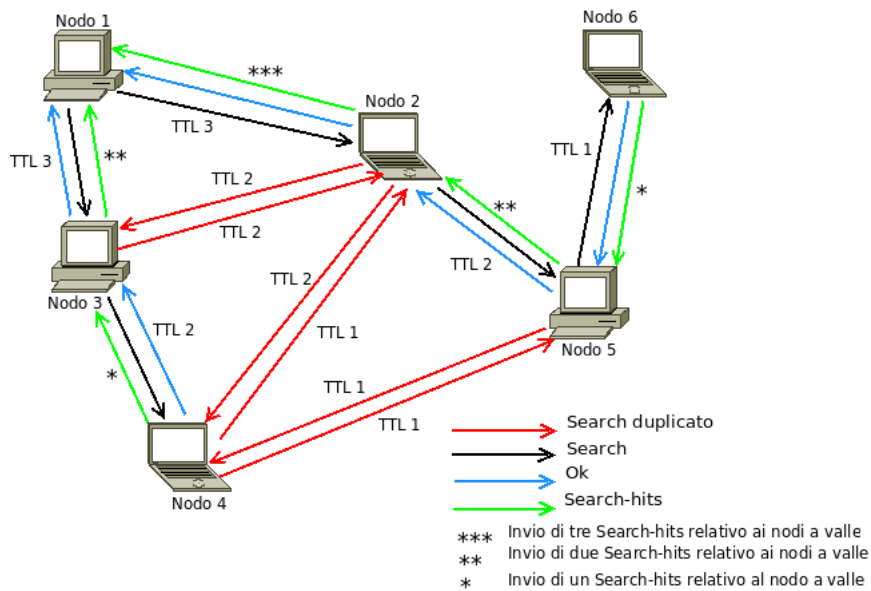 Nodo 1
Nodo 6
***
Nodo 2
TTL 3
TTL 3
**
TTL 1
*
TTL 2
TTL 2
**
TTL 2
TTL 2
Nodo 3
TTL 2
TTL 1
Nodo 5
*
TTL 1
TTL 1
Nodo 4
Search duplicato
Search
Ok
Search-hits
*** Invio di tre Search-hits relativo ai nodi a valle
** Invio di due Search-hits relativo ai nodi a valle
* Invio di un Search-hits relativo al nodo a valle